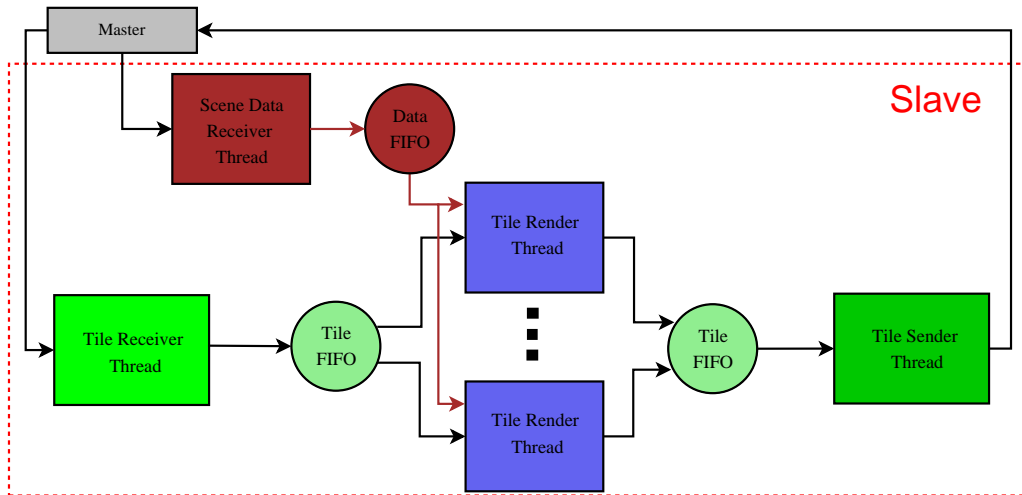 Master
Slave
Scene Data
Receiver
Thread
Data
FIFO
Tile Render
Thread
Tile Receiver
Thread
Tile
FIFO
Tile
FIFO
Tile Sender
Thread
Tile Render
Thread